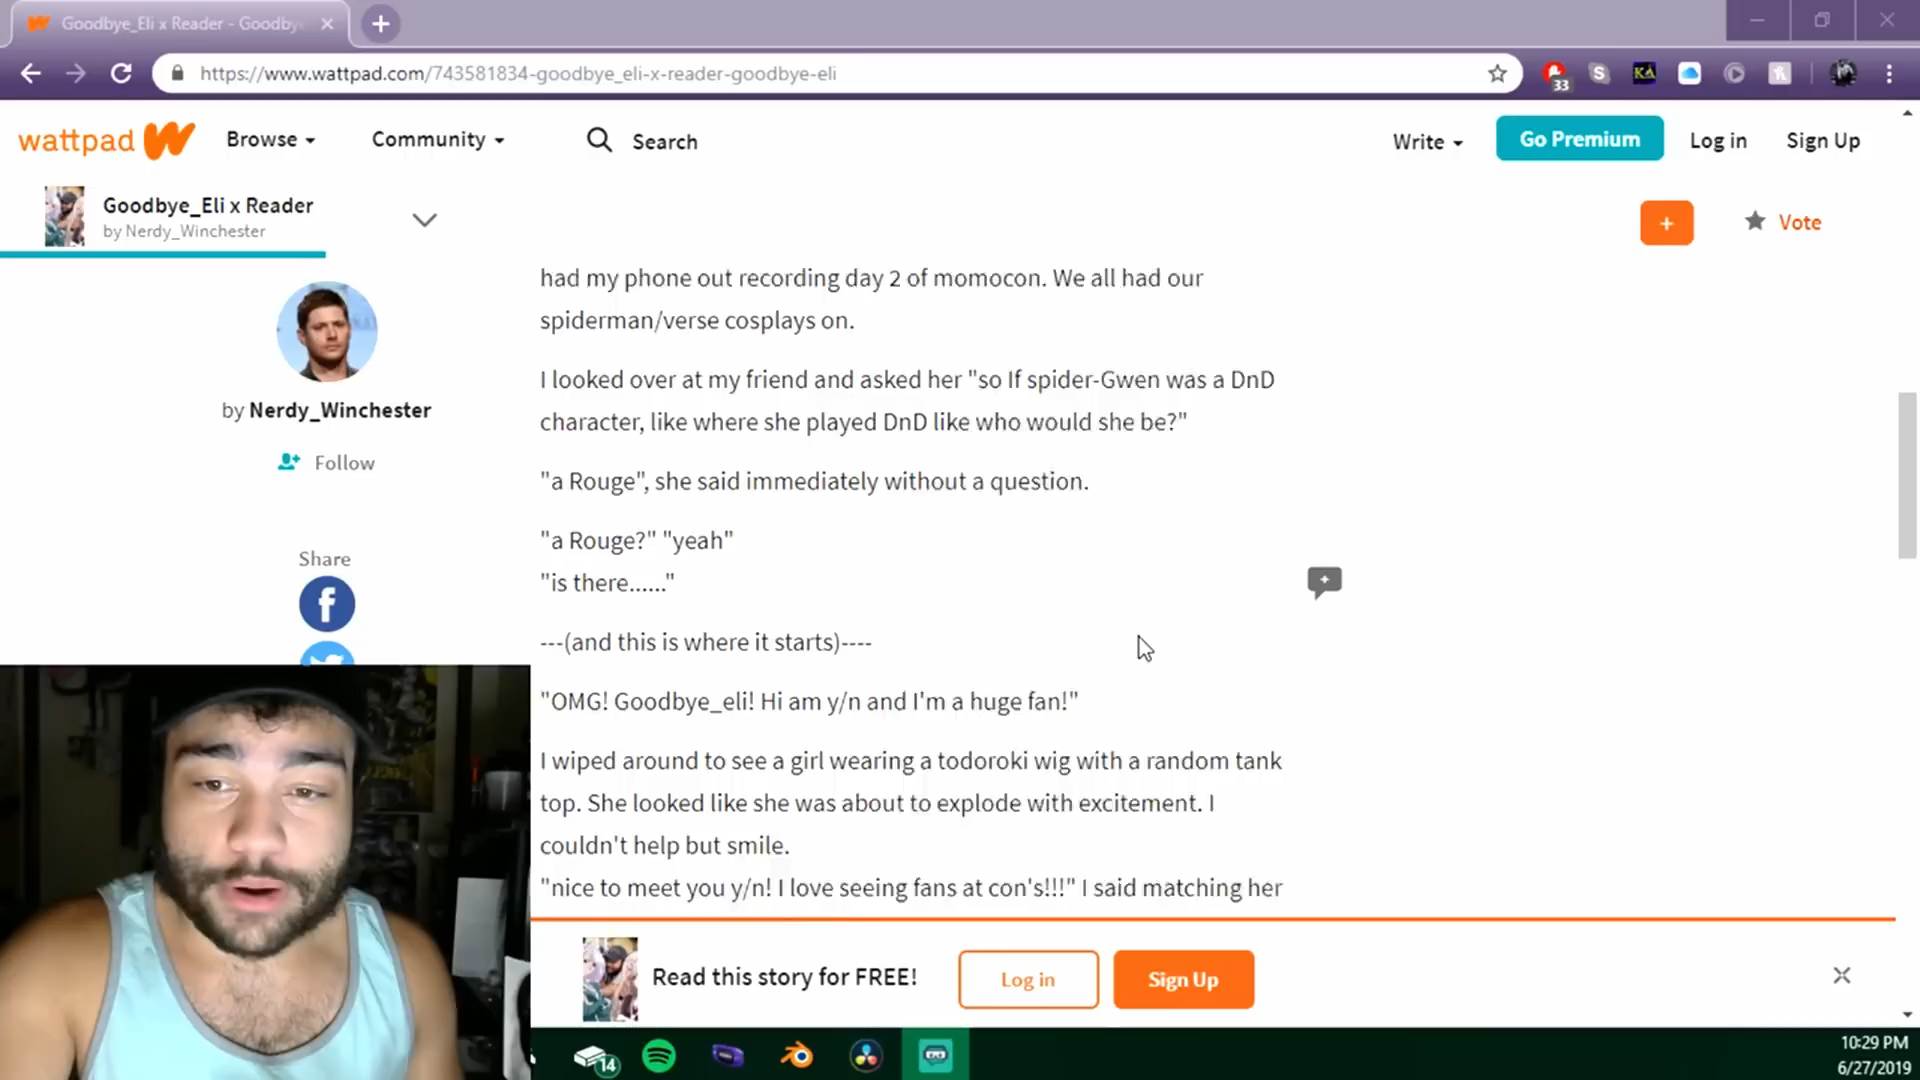 Goodbye_Eli x Reader - Goodby
https://www.wattpad.com/743581834-goodbye_eli-x-reader-goodbye-eli
33
S
KA
wattpad
Browse
Community
Search
Write
Go Premium
Log in
Sign Up
Goodbye_Eli x Reader
by Nerdy_Winchester
+
Vote
by Nerdy_Winchester
Follow
Share
had my phone out recording day 2 of momocon. We all had our
spiderman/verse cosplays on.
I looked over at my friend and asked her "so If spider-Gwen was a DnD
character, like where she played DnD like who would she be?"
"a Rouge", she said immediately without a question.
"a Rouge?" "yeah"
"is there......"
---(and this is where it starts)----
"OMG! Goodbye_eli! Hi am y/n and I'm a huge fan!"
I wiped around to see a girl wearing a todoroki wig with a random tank
top. She looked like she was about to explode with excitement. I
couldn't help but smile.
"nice to meet you y/n! I love seeing fans at con's!!!" I said matching her
Read this story for FREE!
Log in
Sign Up
14
10:29 PM
6/27/2019